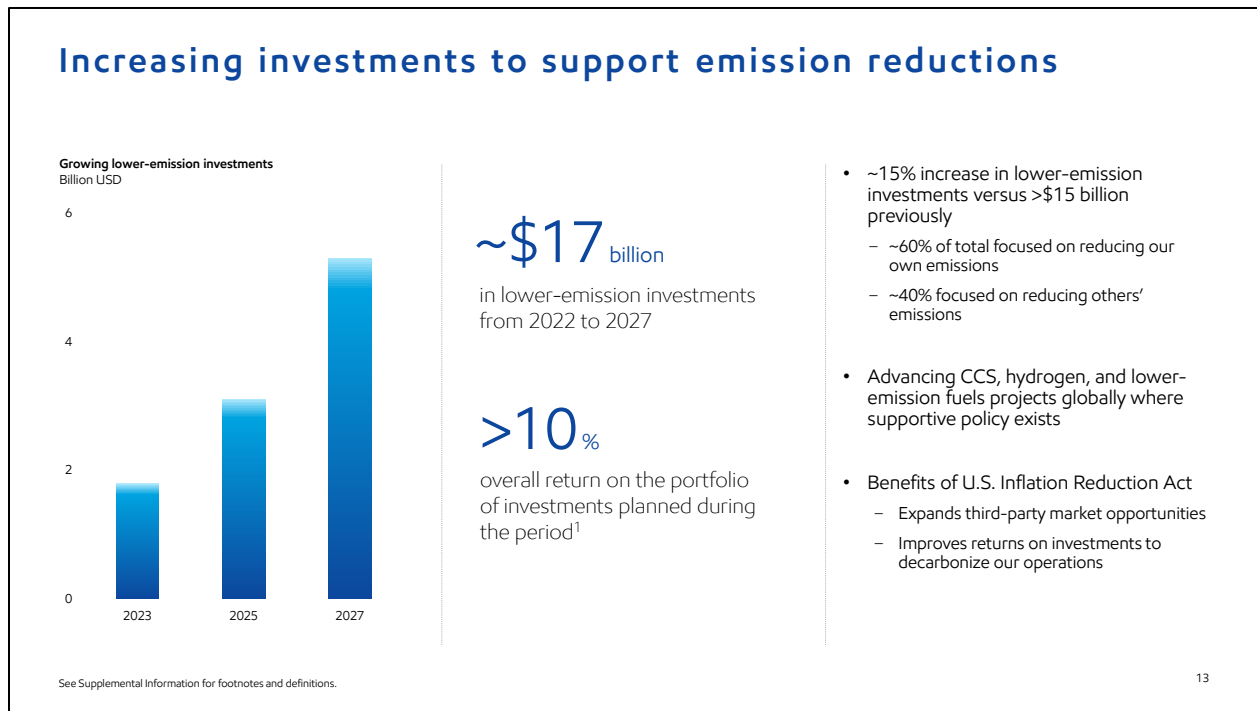 Increasing investments to support emission reductions
Growing lower-emission investments
Billion USD
6
4
2
0
2023
2025
2027
~$17 billion
in lower-emission investments
from 2022 to 2027
>10 %
overall return on the portfolio
of investments planned during
the period¹
• ~15% increase in lower-emission
investments versus >$15 billion
previously
– ~60% of total focused on reducing our
own emissions
– ~40% focused on reducing others’
emissions
• Advancing CCS, hydrogen, and lower-
emission fuels projects globally where
supportive policy exists
• Benefits of U.S. Inflation Reduction Act
– Expands third-party market opportunities
– Improves returns on investments to
decarbonize our operations
See Supplemental Information for footnotes and definitions.
13